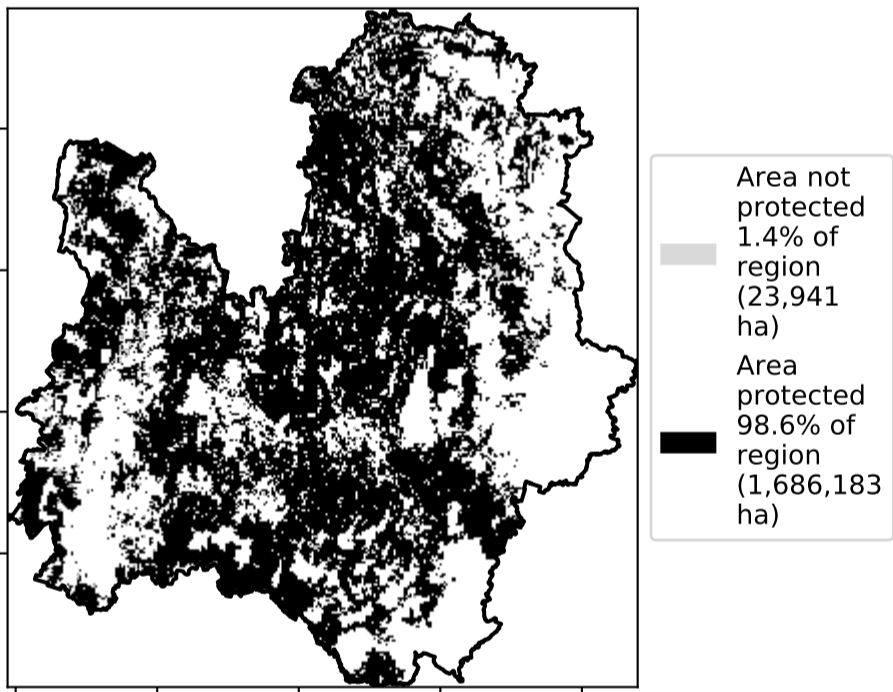 Area not
protected
1.4% of
region
(23,941
ha)
Area
protected
98.6% of
region
(1,686,183
ha)